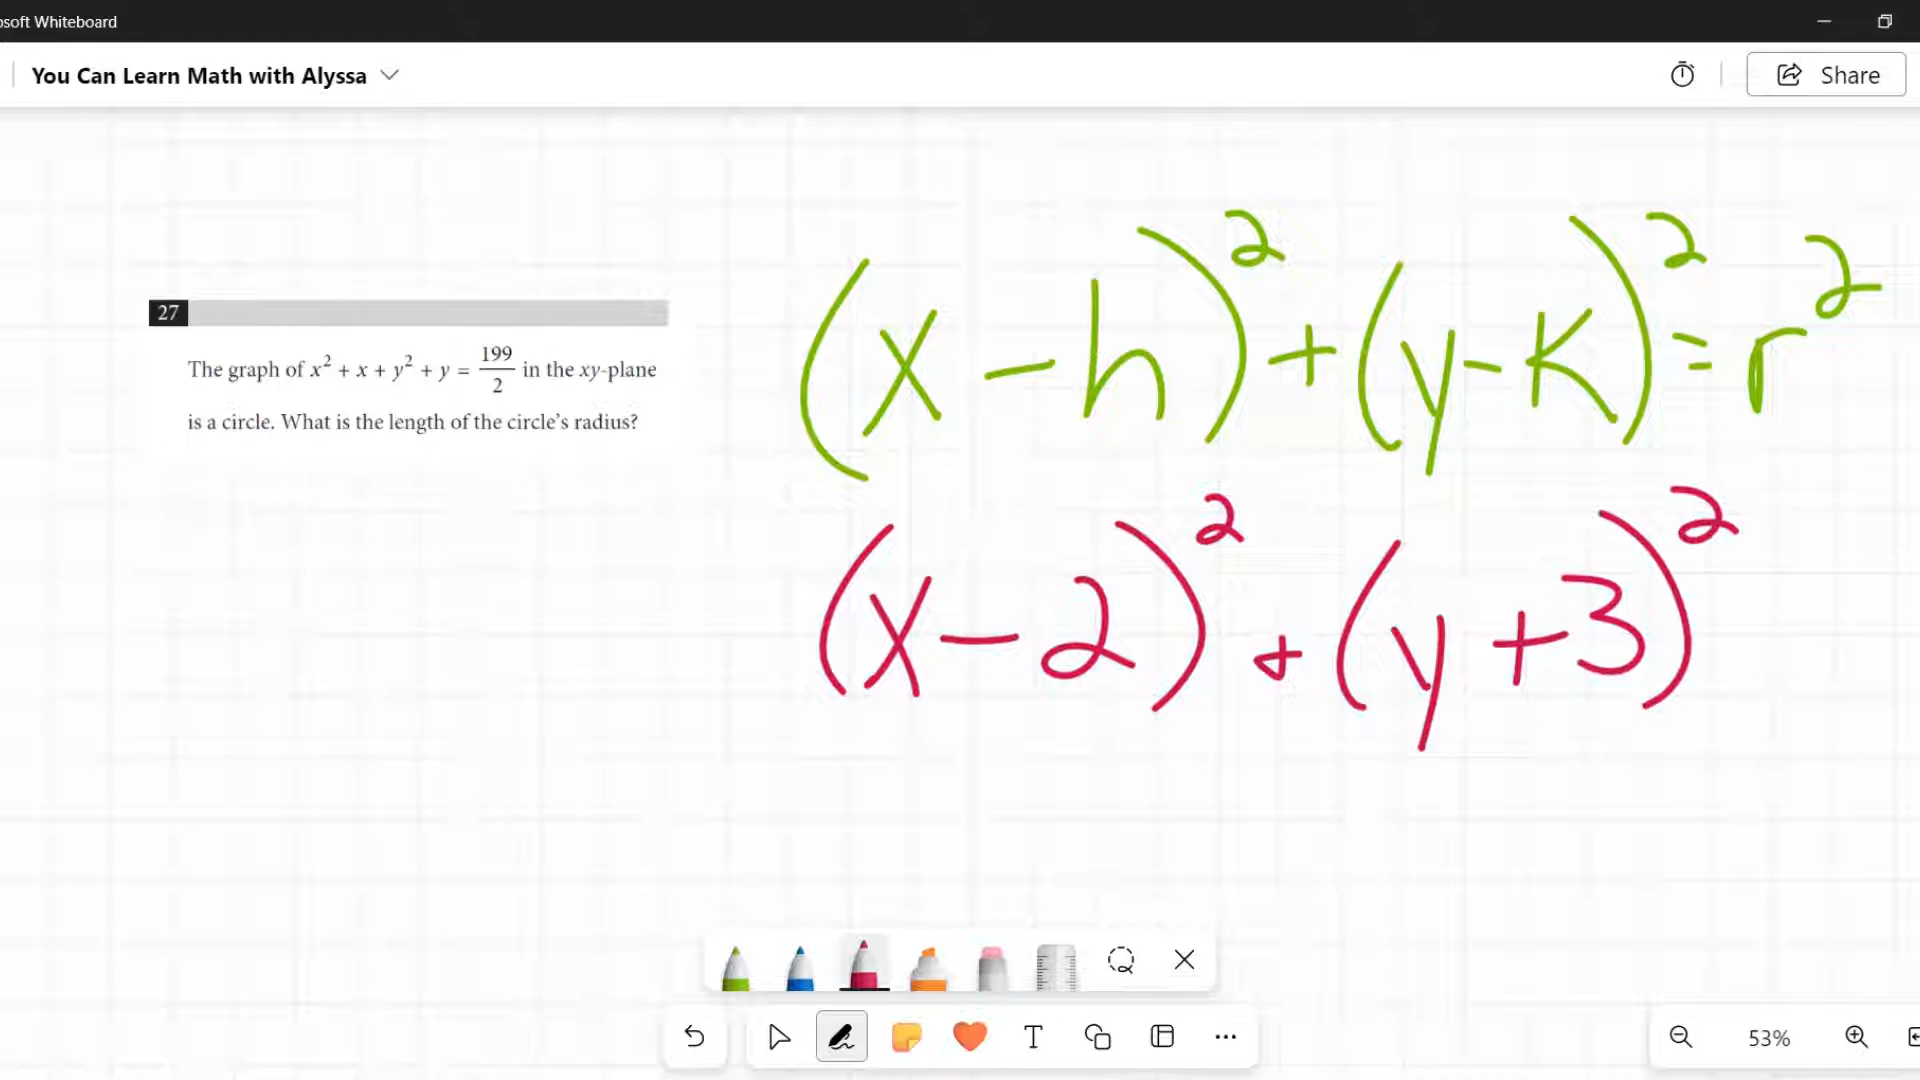 osoft Whiteboard
You Can Learn Math with Alyssa
Share
27
The graph of x² + x + y² + y = 199/2 in the xy-plane
is a circle. What is the length of the circle's radius?
(x - h)² + (y - k)² = r²
(x - 2)² + (y + 3)²
T
53%